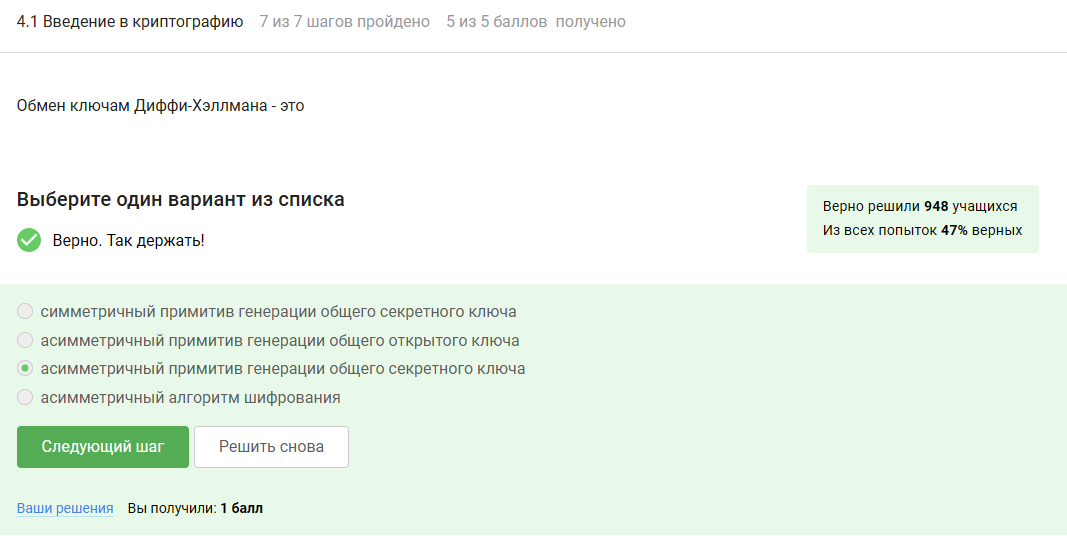 4.1 Введение в криптографию 7 из 7 шагов пройдено 5 из 5 баллов получено
Обмен ключам Диффи-Хэллмана - это
Выберите один вариант из списка
Верно. Так держать!
Верно решили 948 учащихся
Из всех попыток 47% верных
симметричный примитив генерации общего секретного ключа
асимметричный примитив генерации общего открытого ключа
асимметричный примитив генерации общего секретного ключа
асимметричный алгоритм шифрования
Следующий шаг Решить снова
Ваши решения Вы получили: 1 балл